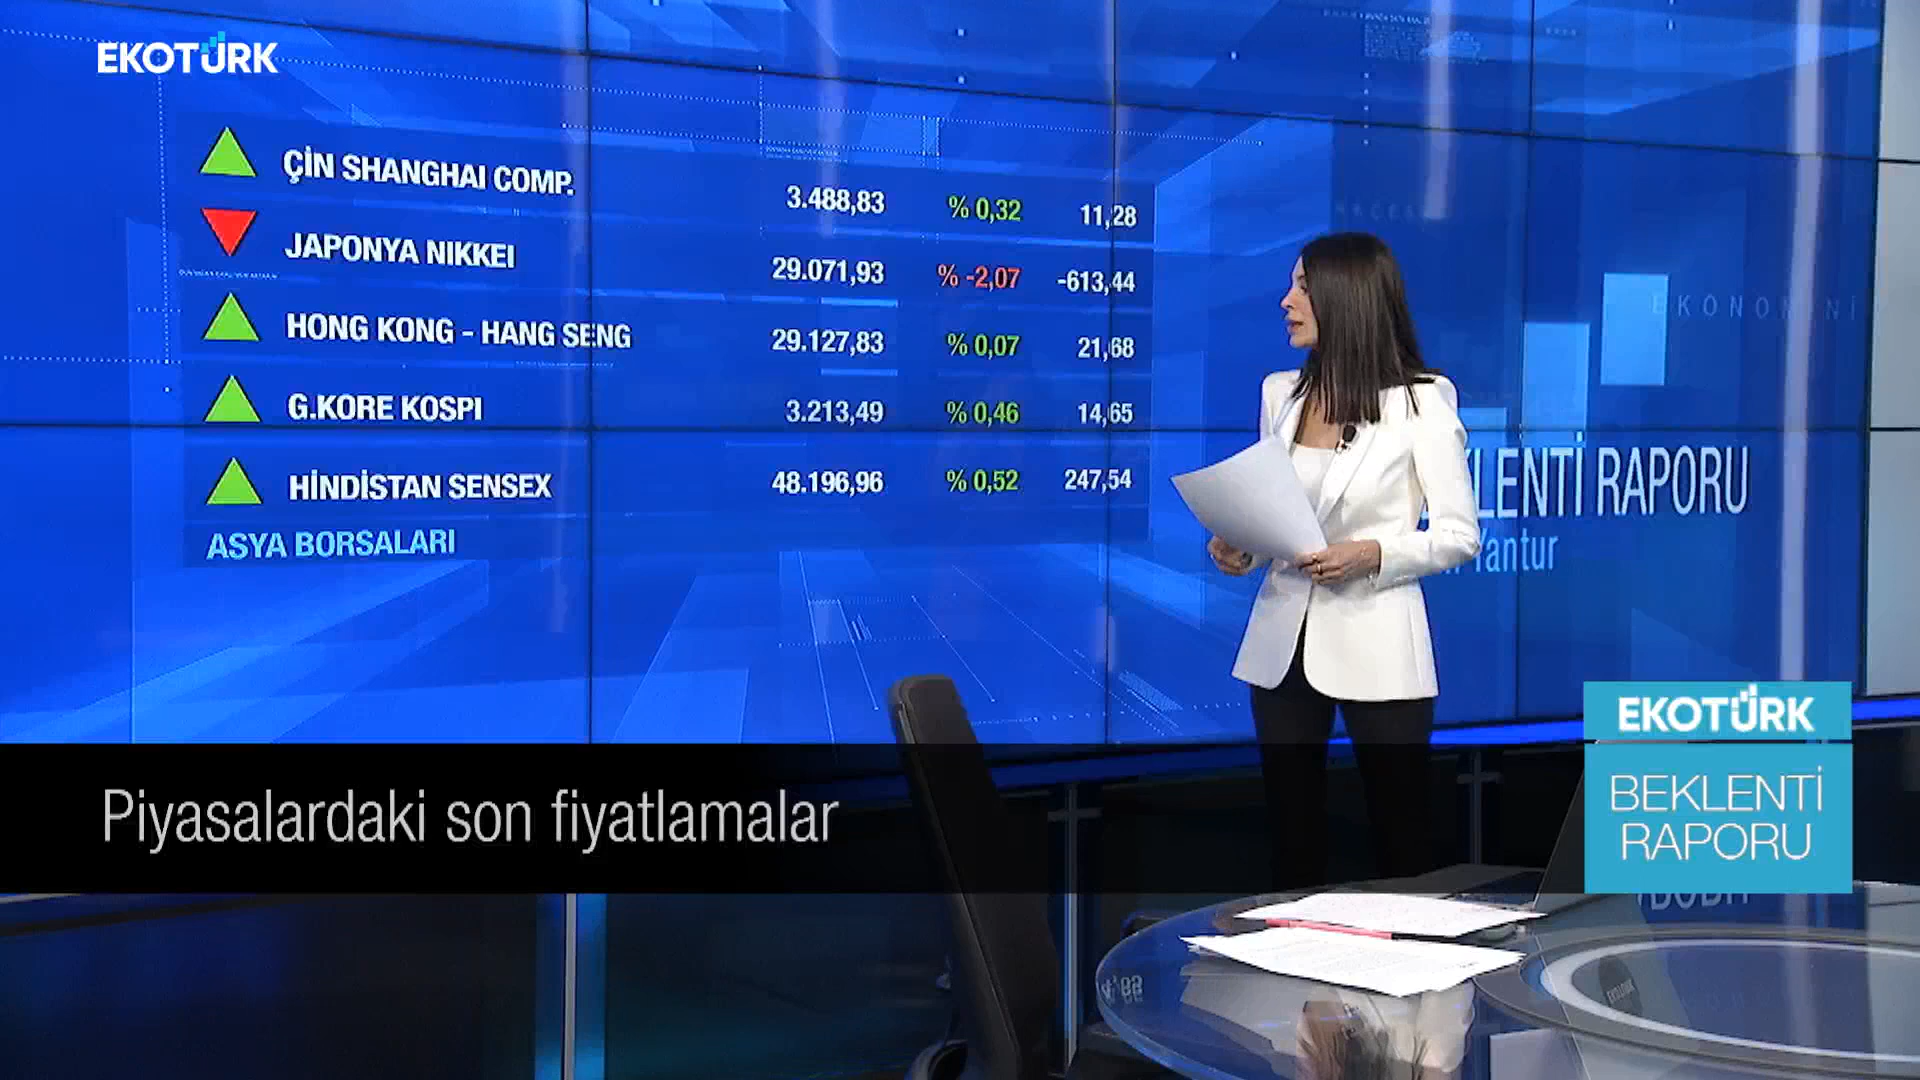 EKOTÜRK
ÇİN SHANGHAI COMP. 3.488,83 % 0,32 11,28
JAPONYA NIKKEI 29.071,93 % -2,07 -613,44
HONG KONG - HANG SENG 29.127,83 % 0,07 21,68
G.KORE KOSPI 3.213,49 % 0,46 14,65
HİNDİSTAN SENSEX 48.196,96 % 0,52 247,54
ASYA BORSALARI
EKONOMİNİ
RAPORU
Yantur
EKOTÜRK
BEKLENTİ
RAPORU
Piyasalardaki son fiyatlamalar